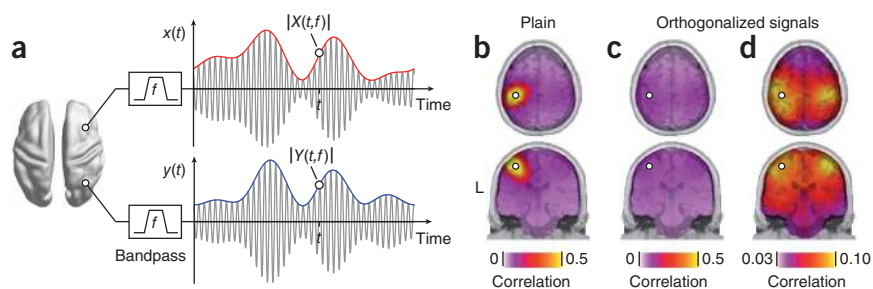 a
x(t)
|X(t,f)|
f
t
Time
y(t)
|Y(t,f)|
f
t
Time
Bandpass
Plain
Orthogonalized signals
b
c
d
L
0 0.5
Correlation
0 0.5
Correlation
0.03 0.10
Correlation